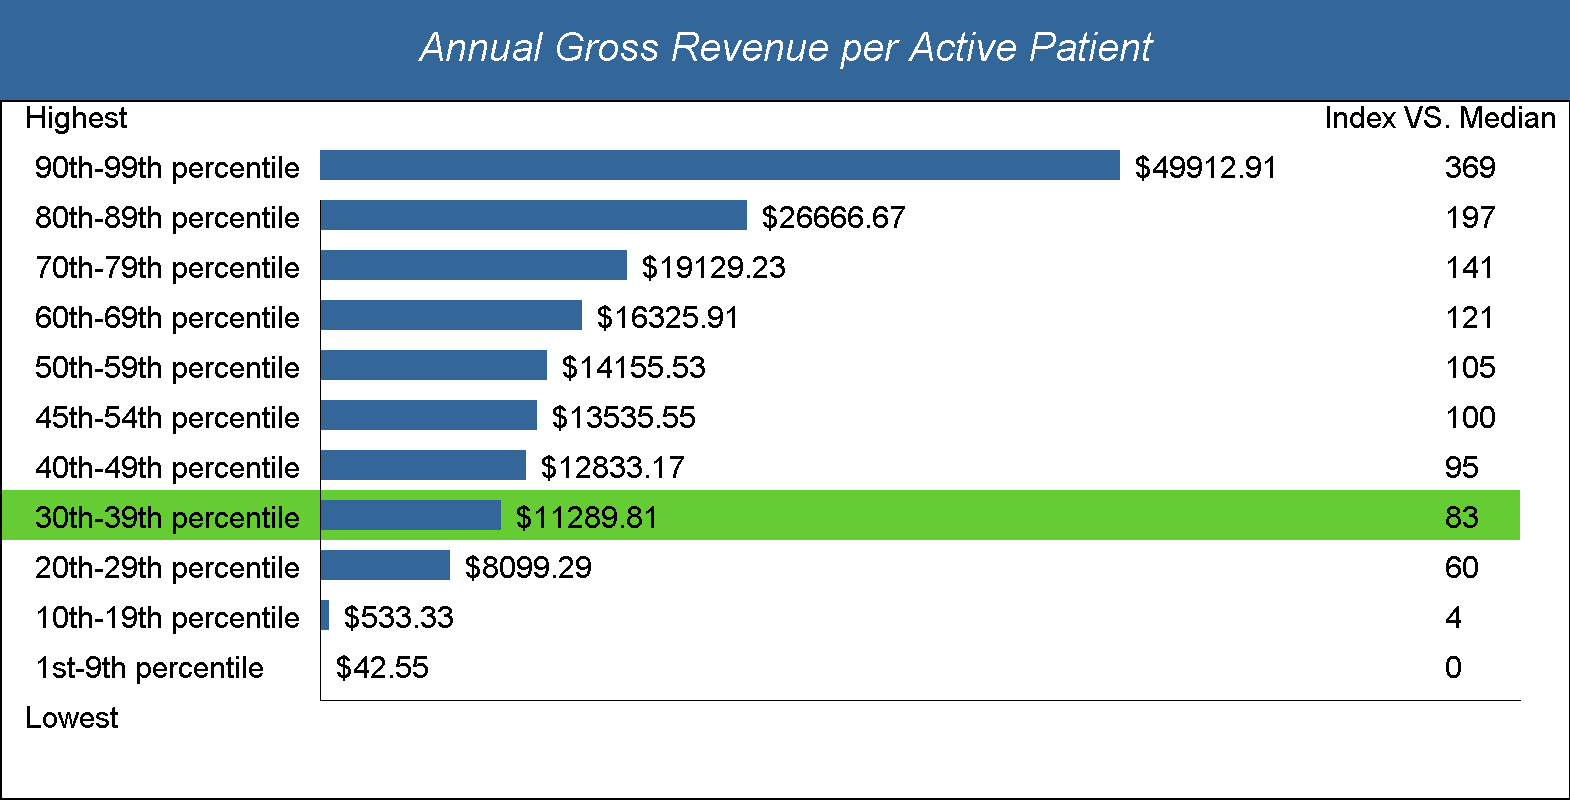 Annual Gross Revenue per Active Patient
Highest Index VS. Median
90th-99th percentile $49912.91 369
80th-89th percentile $26666.67 197
70th-79th percentile $19129.23 141
60th-69th percentile $16325.91 121
50th-59th percentile $14155.53 105
45th-54th percentile $13535.55 100
40th-49th percentile $12833.17 95
30th-39th percentile $11289.81 83
20th-29th percentile $8099.29 60
10th-19th percentile $533.33 4
1st-9th percentile $42.55 0
Lowest